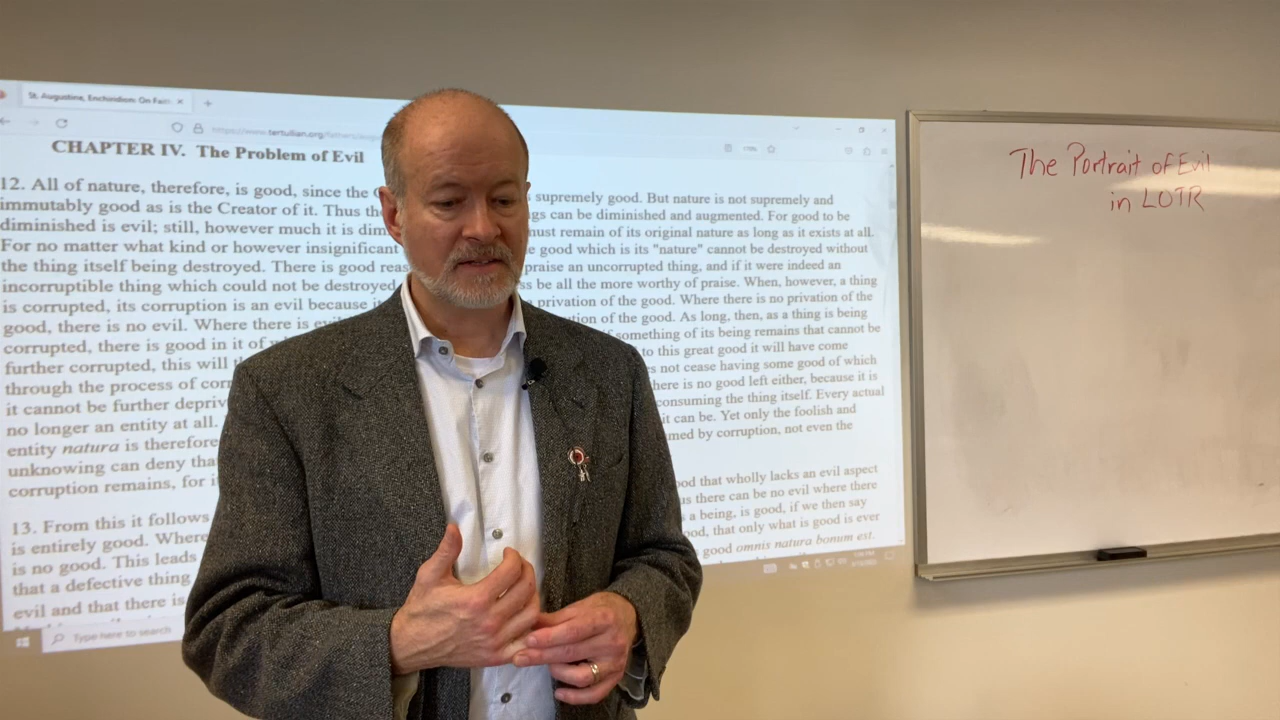 St. Augustine, Enchiridion: On Faith
https://www.tertullian.org/fathers/
CHAPTER IV. The Problem of Evil
12. All of nature, therefore, is good, since the supremely good. But nature is not supremely and
immutably good as is the Creator of it. Thus the can be diminished and augmented. For good to be
diminished is evil; still, however much it is must remain of its original nature as long as it exists at all.
For no matter what kind or however insignificant good which is its "nature" cannot be destroyed without
the thing itself being destroyed. There is good praise an uncorrupted thing, and if it were indeed an
incorruptible thing which could not be destroyed be all the more worthy of praise. When, however, a thing
is corrupted, its corruption is an evil because a privation of the good. Where there is no privation of the
good, there is no evil. Where there is of the good. As long, then, as a thing is being
corrupted, there is good in it of if something of its being remains that cannot be
further corrupted, this will to this great good it will have come
through the process of not cease having some good of which
it cannot be further there is no good left either, because it is
no longer an entity at all. consuming the thing itself. Every actual
entity natura is therefore it can be. Yet only the foolish and
unknowing can deny by corruption, not even the
corruption remains, for
13. From this it follows that wholly lacks an evil aspect
is entirely good. there can be no evil where there
is no good. This leads a being, is good, if we then say
that a defective thing that only what is good is ever
evil and that there is good omnis natura bonum est.
Type here to search
The Portrait of Evil
in LOTR